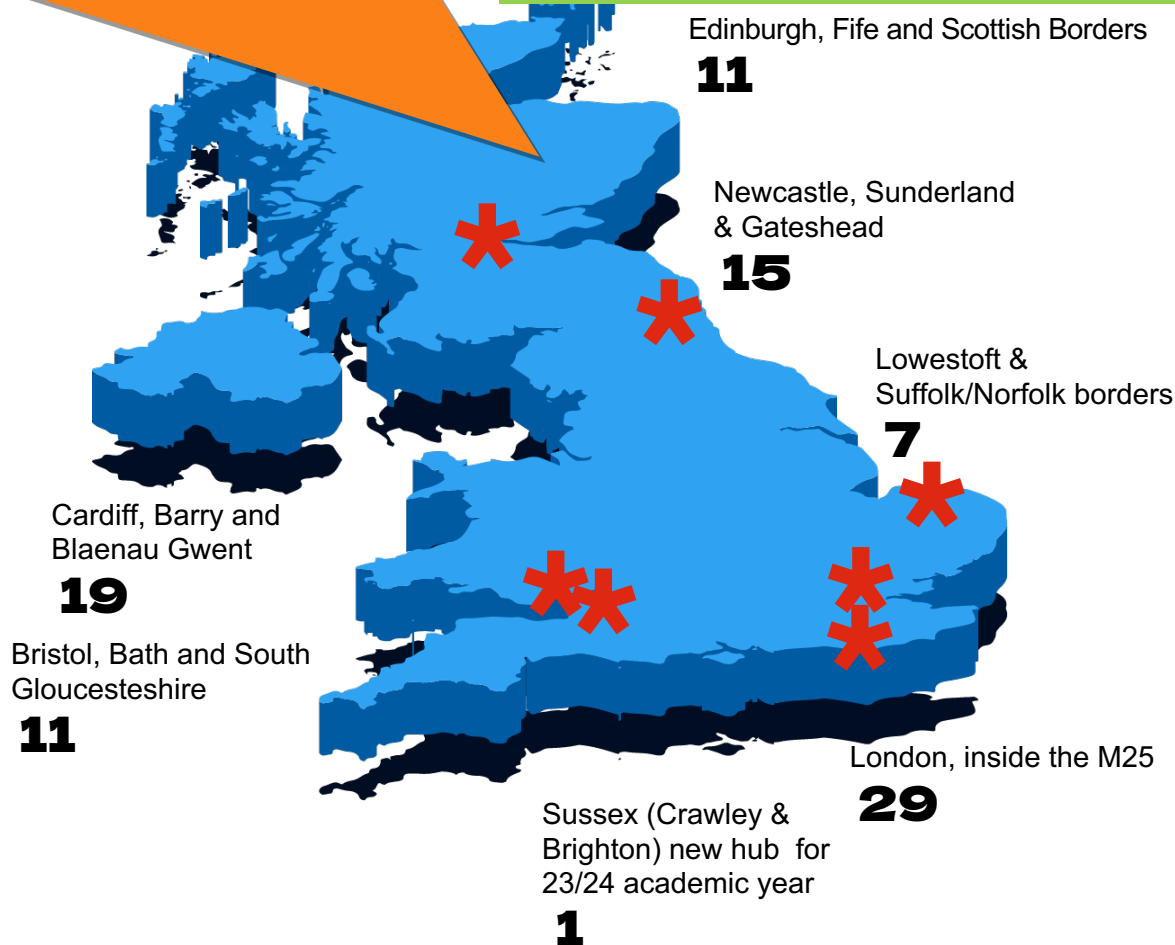 Edinburgh, Fife and Scottish Borders
11
Newcastle, Sunderland
& Gateshead
15
Lowestoft &
Suffolk/Norfolk borders
7
Cardiff, Barry and
Blaenau Gwent
19
Bristol, Bath and South
Gloucesteshire
11
London, inside the M25
29
Sussex (Crawley &
Brighton) new hub  for
23/24 academic year
1